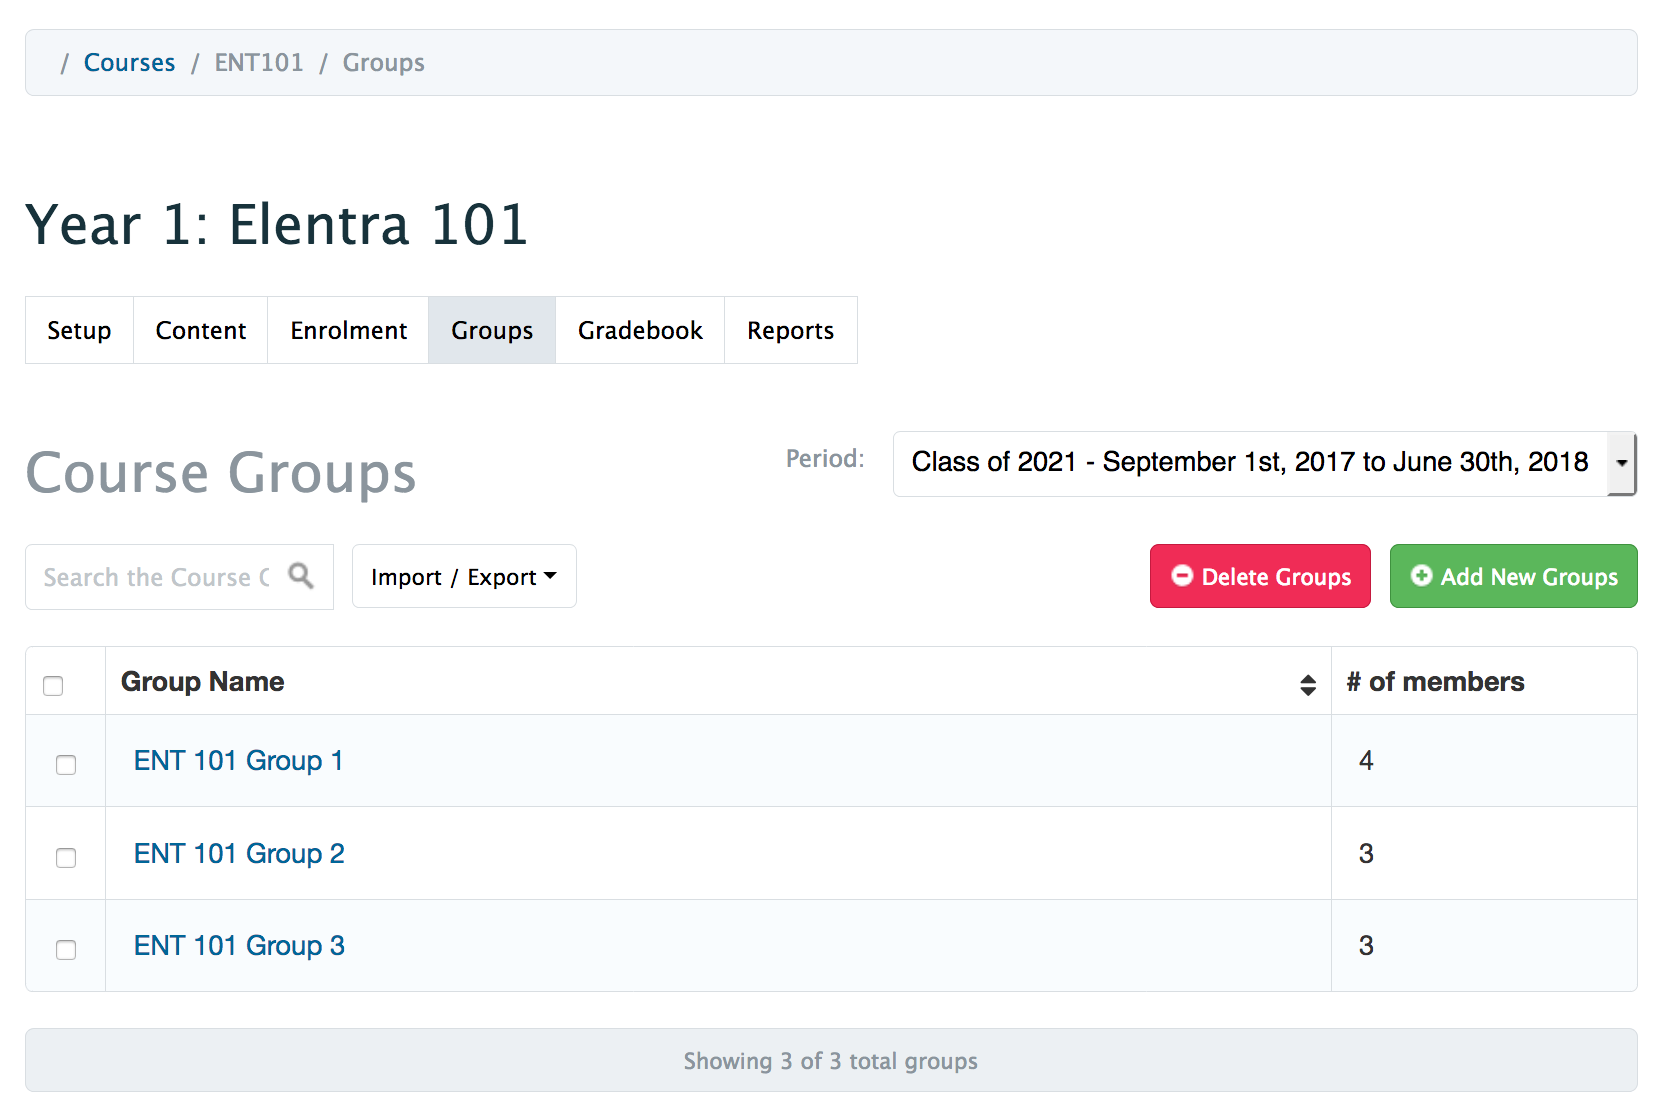 / Courses / ENT101 / Groups
Year 1: Elentra 101
Setup Content Enrolment Groups Gradebook Reports
Course Groups
Period: Class of 2021 - September 1st, 2017 to June 30th, 2018
Search the Course
Import / Export
Delete Groups
Add New Groups
Group Name # of members
ENT 101 Group 1 4
ENT 101 Group 2 3
ENT 101 Group 3 3
Showing 3 of 3 total groups